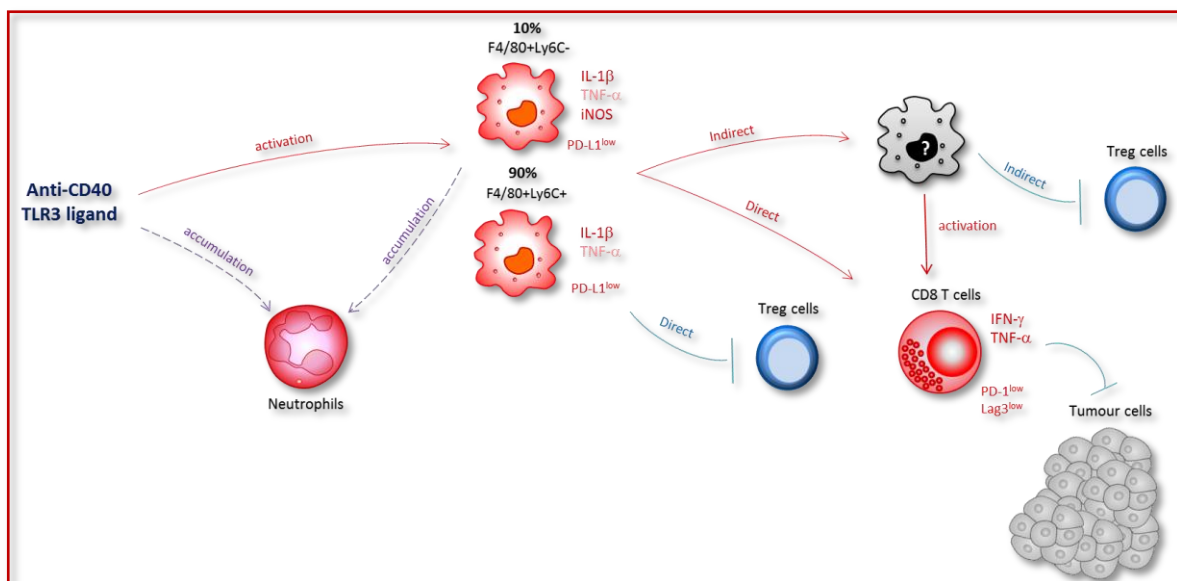 10%
F4/80+Ly6C-
IL-1β
TNF-α
iNOS
PD-L1low
activation
Anti-CD40
TLR3 ligand
accumulation
accumulation
Neutrophils
90%
F4/80+Ly6C+
IL-1β
TNF-α
PD-L1low
Indirect
Direct
Direct
Treg cells
?
Indirect
Treg cells
activation
CD8 T cells
IFN-γ
TNF-α
PD-1low
Lag3low
Tumour cells